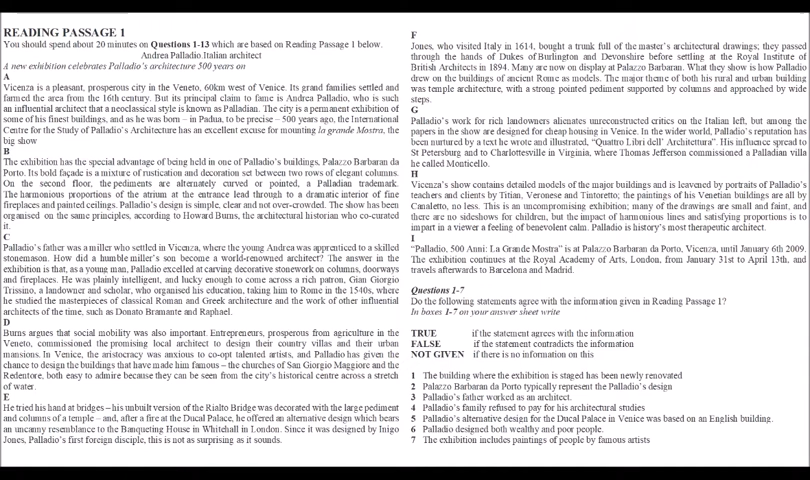 READING PASSAGE 1
You should spend about 20 minutes on Questions 1-13 which are based on Reading Passage 1 below.
Andrea Palladio.Italian architect
A new exhibition celebrates Palladio's architecture 500 years on
A
Vicenza is a pleasant, prosperous city in the Veneto, 60km west of Venice. Its grand families settled and
farmed the area from the 16th century. But its principal claim to fame is Andrea Palladio, who is such
an influential architect that a neoclassical style is known as Palladian. The city is a permanent exhibition
of some of his finest buildings, and as he was born – in Padua, to be precise – 500 years ago, the International
Centre for the Study of Palladio's Architecture has an excellent excuse for mounting la grande Mostra, the
big show
B
The exhibition has the special advantage of being held in one of Palladio's buildings, Palazzo Barbaran da
Porto. Its bold façade is a mixture of rustication and decoration set between two rows of elegant columns.
On the second floor, the pediments are alternately curved or pointed, a Palladian trademark.
The harmonious proportions of the atrium at the entrance lead through to a dramatic interior of fine
fireplaces and painted ceilings. Palladio's design is simple, clear and not over-crowded. The show has been
organised on the same principles, according to Howard Burns, the architectural historian who co-curated
it.
C
Palladio's father was a miller who settled in Vicenza, where the young Andrea was apprenticed to a skilled
stonemason. How did a humble miller's son become a world-renowned architect? The answer in the
exhibition is that, as a young man, Palladio excelled at carving decorative stonework on columns, doorways
and fireplaces. He was plainly intelligent, and lucky enough to come across a rich patron, Gian Giorgio
Trissino, a landowner and scholar, who organised his education, taking him to Rome in the 1540s, where
he studied the masterpieces of classical Roman and Greek architecture and the work of other influential
architects of the time, such as Donato Bramante and Raphael.
D
Burns argues that social mobility was also important. Entrepreneurs, prosperous from agriculture in the
Veneto, commissioned the promising local architect to design their country villas and their urban
mansions. In Venice, the aristocracy was anxious to co-opt talented artists, and Palladio was given the
chance to design the buildings that have made him famous – the churches of San Giorgio Maggiore and the
Redentore, both easy to admire because they can be seen from the city's historical centre across a stretch
of water.
E
He tried his hand at bridges – his unbuilt version of the Rialto Bridge was decorated with the large pediment
and columns of a temple – and, after a fire at the Ducal Palace, he offered an alternative design which bears
an uncanny resemblance to the Banqueting House in Whitehall in London. Since it was designed by Inigo
Jones, Palladio's first foreign disciple, this is not as surprising as it sounds.
F
Jones, who visited Italy in 1614, bought a trunk full of the master's architectural drawings; they passed
through the hands of Dukes of Burlington and Devonshire before settling at the Royal Institute of
British Architects in 1894. Many are now on display at Palazzo Barbaran. What they show is how Palladio
drew on the buildings of ancient Rome as models. The major theme of both his rural and urban building
was temple architecture, with a strong pointed pediment supported by columns and approached by wide
steps.
G
Palladio's work for rich landowners alienates unreconstructed critics on the Italian left, but among the
papers in the show are designs for cheap housing in Venice. In the wider world, Palladio's reputation has
been nurtured by a text he wrote and illustrated, "Quattro Libri dell' Architettura". His influence spread to
St Petersburg and to Charlottesville in Virginia, where Thomas Jefferson commissioned a Palladian villa
he called Monticello.
H
Vicenza's show contains detailed models of the major buildings and is leavened by portraits of Palladio's
teachers and clients by Titian, Veronese and Tintoretto; the paintings of his Venetian buildings are all by
Canaletto, no less. This is an uncompromising exhibition; many of the drawings are small and faint, and
there are no sideshows for children, but the impact of harmonious lines and satisfying proportions is to
impart in a viewer a feeling of benevolent calm. Palladio is history's most therapeutic architect.
I
"Palladio, 500 Anni: La Grande Mostra" is at Palazzo Barbaran da Porto, Vicenza, until January 6th 2009.
The exhibition continues at the Royal Academy of Arts, London, from January 31st to April 13th, and
travels afterwards to Barcelona and Madrid.
Questions 1-7
Do the following statements agree with the information given in Reading Passage 1?
In boxes 1-7 on your answer sheet write
TRUE if the statement agrees with the information
FALSE if the statement contradicts the information
NOT GIVEN if there is no information on this
1 The building where the exhibition is staged has been newly renovated
2 Palazzo Barbaran da Porto typically represent the Palladio's design
3 Palladio's father worked as an architect.
4 Palladio's family refused to pay for his architectural studies
5 Palladio's alternative design for the Ducal Palace in Venice was based on an English building.
6 Palladio designed both wealthy and poor people.
7 The exhibition includes paintings of people by famous artists